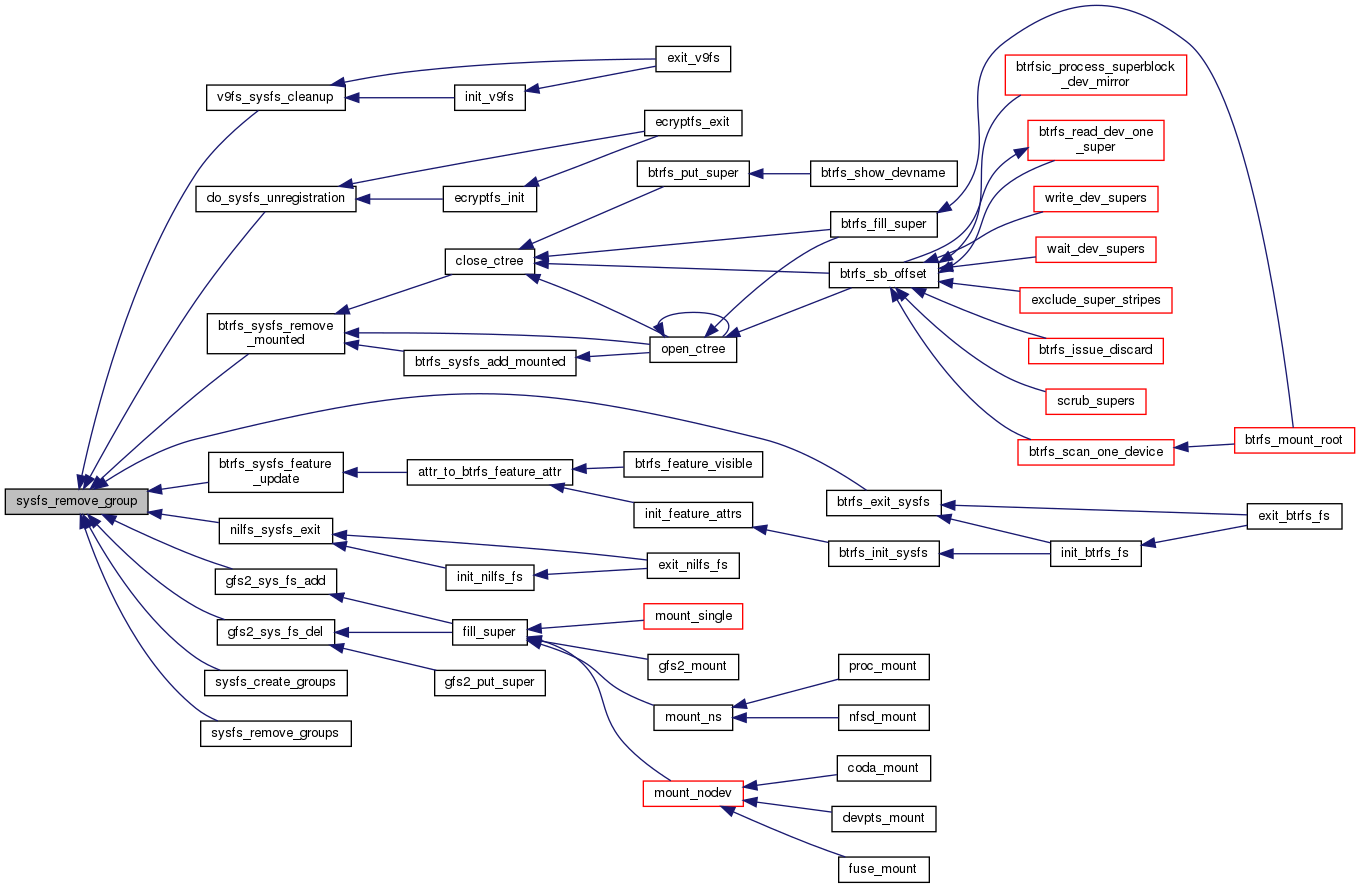 sysfs_remove_group
v9fs_sysfs_cleanup
exit_v9fs
init_v9fs
do_sysfs_unregistration
ecryptfs_exit
ecryptfs_init
btrfs_sysfs_remove
_mounted
close_ctree
btrfs_put_super
btrfs_show_devname
btrfs_fill_super
btrfs_sb_offset
open_ctree
btrfs_sysfs_add_mounted
btrfsic_process_superblock
_dev_mirror
btrfs_read_dev_one
_super
write_dev_supers
wait_dev_supers
exclude_super_stripes
btrfs_issue_discard
scrub_supers
btrfs_scan_one_device
btrfs_mount_root
btrfs_sysfs_feature
_update
attr_to_btrfs_feature_attr
btrfs_feature_visible
init_feature_attrs
btrfs_exit_sysfs
btrfs_init_sysfs
init_btrfs_fs
exit_btrfs_fs
nilfs_sysfs_exit
init_nilfs_fs
exit_nilfs_fs
gfs2_sys_fs_add
gfs2_sys_fs_del
fill_super
gfs2_put_super
mount_single
gfs2_mount
mount_ns
proc_mount
nfsd_mount
mount_nodev
coda_mount
devpts_mount
fuse_mount
sysfs_create_groups
sysfs_remove_groups